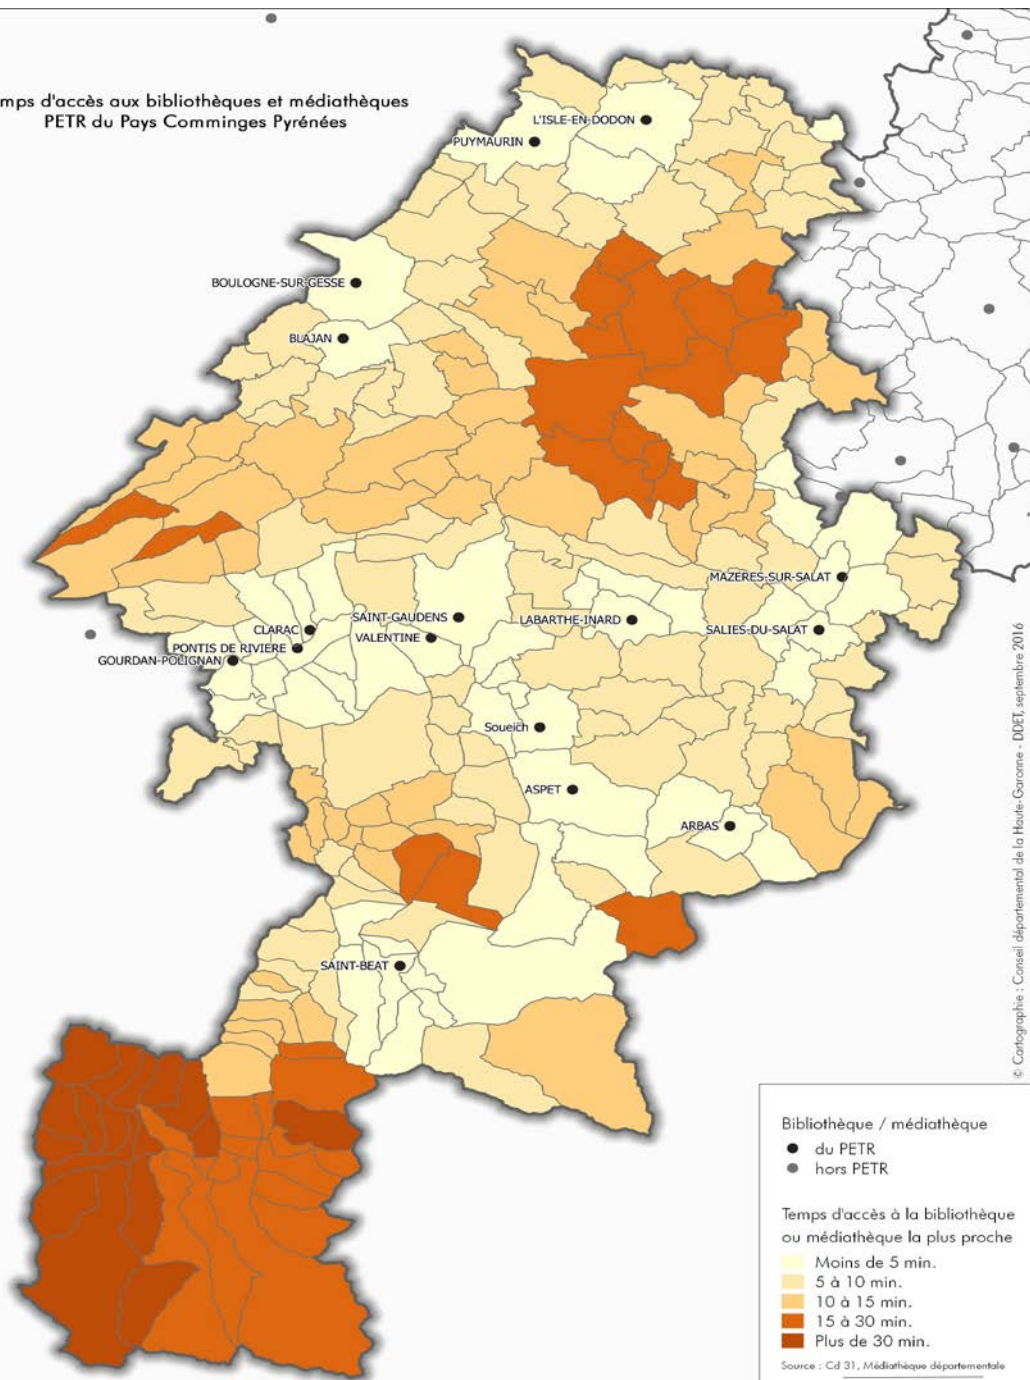 mps d'accès aux bibliothèques et médiathèques
PETR du Pays Comminges Pyrénées
L'ISLE-EN-DODON
PUYMAURIN
BOULOGNE-SUR-GESSE
BLAJAN
MAZERES-SUR-SALAT
SAINT-GAUDENS
LABARTHE-INARD
CLARAC
VALENTINE
SALIES-DU-SALAT
PONTIS DE RIVIERE
GOURDAN-POLIGNAN
Soueich
ASPET
ARBAS
SAINT-BEAT
© Cartographie : Conseil départemental de la Haute-Garonne - DDET, septembre 2016
Bibliothèque / médiathèque
du PETR
hors PETR
Temps d'accès à la bibliothèque
ou médiathèque la plus proche
Moins de 5 min.
5 à 10 min.
10 à 15 min.
15 à 30 min.
Plus de 30 min.
Source : Cd 31, Médiathèque départementale